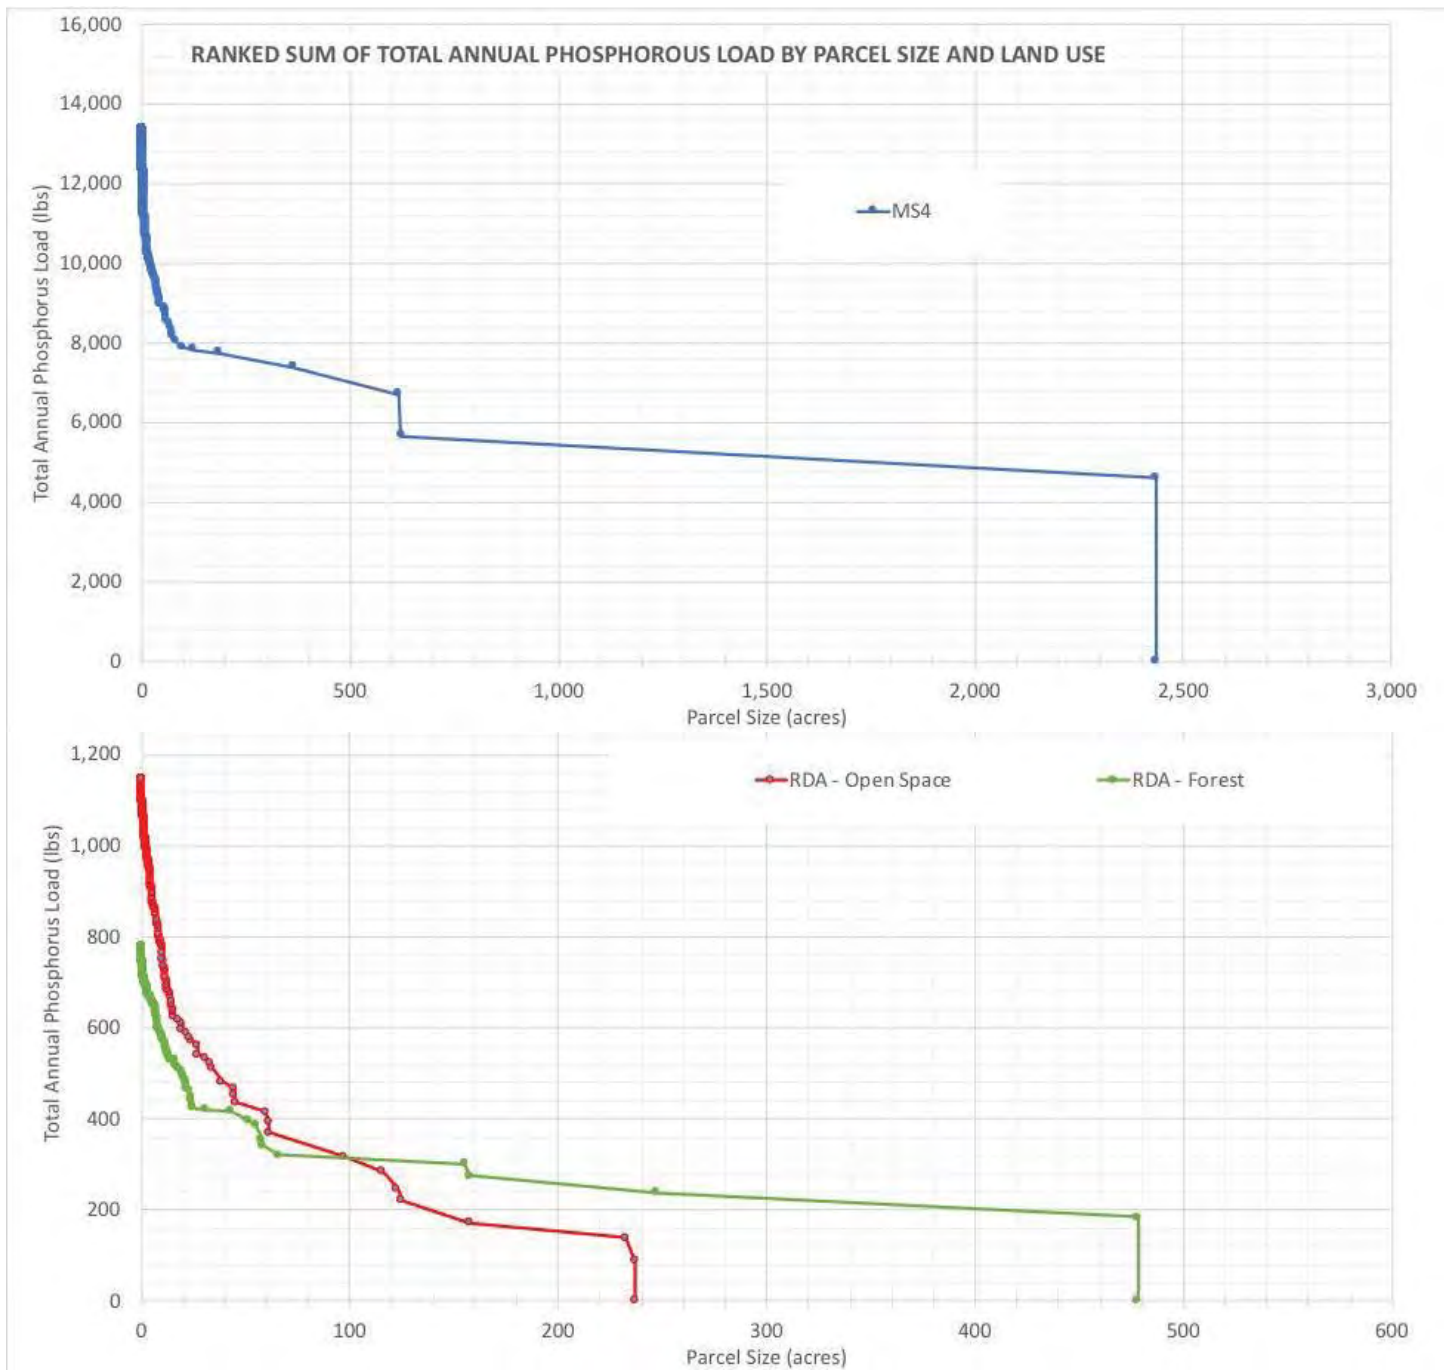 RANKED SUM OF TOTAL ANNUAL PHOSPHOROUS LOAD BY PARCEL SIZE AND LAND USE
Total Annual Phosphorus Load (lbs)
16,000
14,000
12,000
10,000
8,000
6,000
4,000
2,000
0
MS4
0 500 1,000 1,500 2,000 2,500 3,000
Parcel Size (acres)
Total Annual Phosphorus Load (lbs)
1,200
1,000
800
600
400
200
0
RDA - Open Space RDA - Forest
0 100 200 300 400 500 600
Parcel Size (acres)